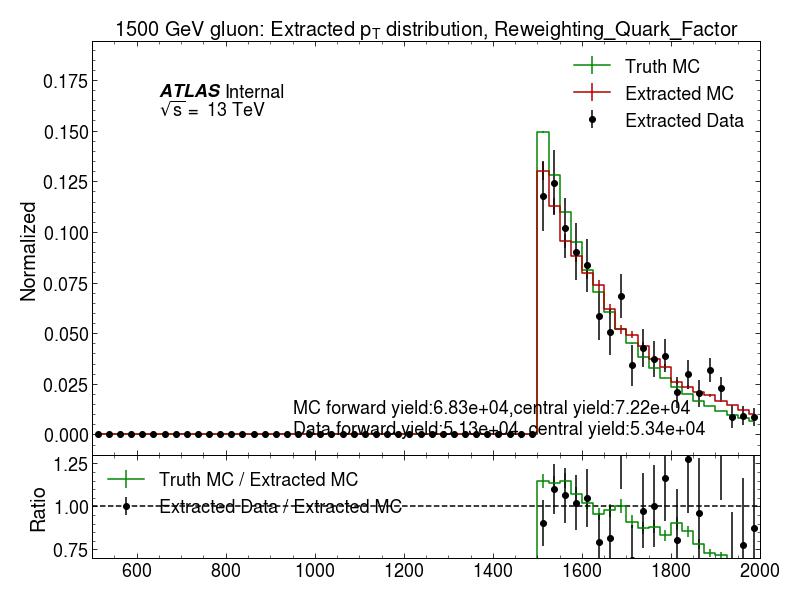 1500 GeV gluon: Extracted pT distribution, Reweighting_Quark_Factor
Normalized
0.175
0.150
0.125
0.100
0.075
0.050
0.025
0.000
ATLAS Internal
√s = 13 TeV
Truth MC
Extracted MC
Extracted Data
MC forward yield:6.83e+04,central yield:7.22e+04
Data forward yield:5.13e+04, central yield:5.34e+04
Ratio
1.25
1.00
0.75
Truth MC / Extracted MC
Extracted Data / Extracted MC
600 800 1000 1200 1400 1600 1800 2000